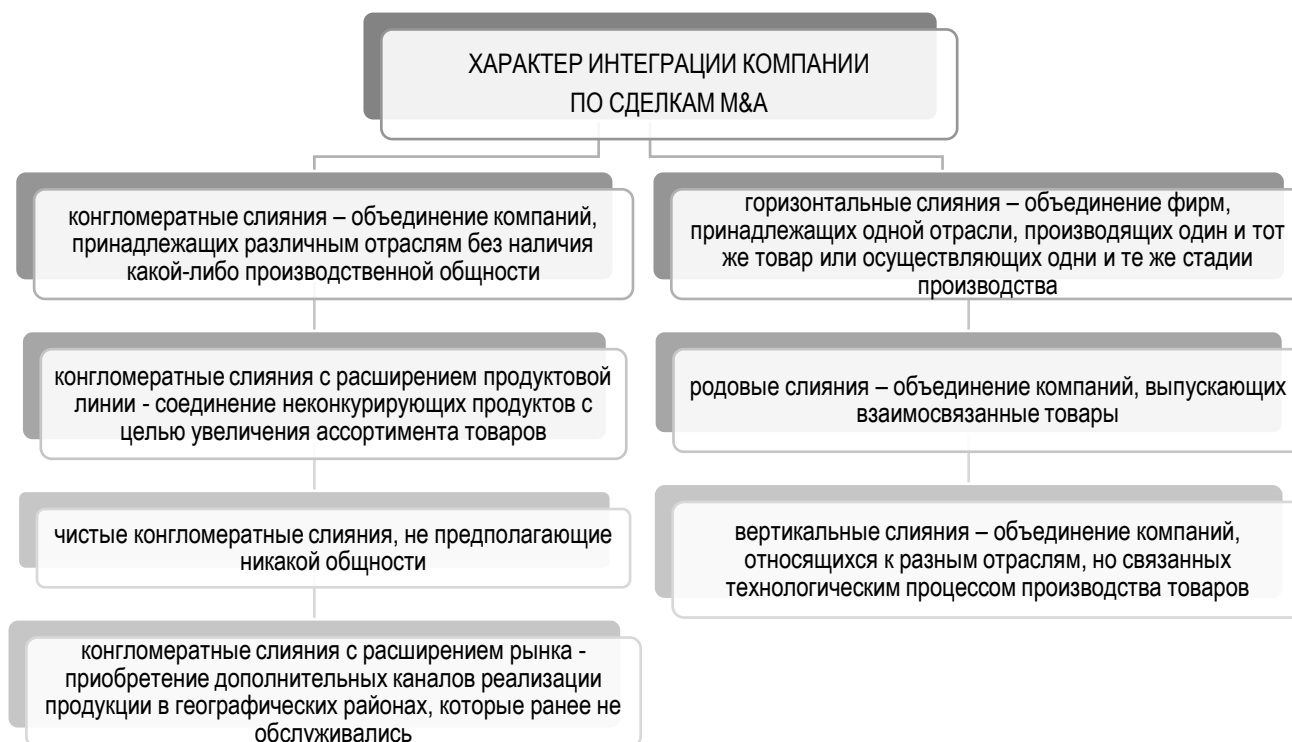 ХАРАКТЕР ИНТЕГРАЦИИ КОМПАНИИ
ПО СДЕЛКАМ M&A
конгломератные слияния – объединение компаний,
принадлежащих различным отраслям без наличия
какой-либо производственной общности
конгломератные слияния с расширением продуктовой
линии - соединение неконкурирующих продуктов с
целью увеличения ассортимента товаров
чистые конгломератные слияния, не предполагающие
никакой общности
конгломератные слияния с расширением рынка -
приобретение дополнительных каналов реализации
продукции в географических районах, которые ранее не
обслуживались
горизонтальные слияния – объединение фирм,
принадлежащих одной отрасли, производящих один и тот
же товар или осуществляющих одни и те же стадии
производства
родовые слияния – объединение компаний, выпускающих
взаимосвязанные товары
вертикальные слияния – объединение компаний,
относящихся к разным отраслям, но связанных
технологическим процессом производства товаров